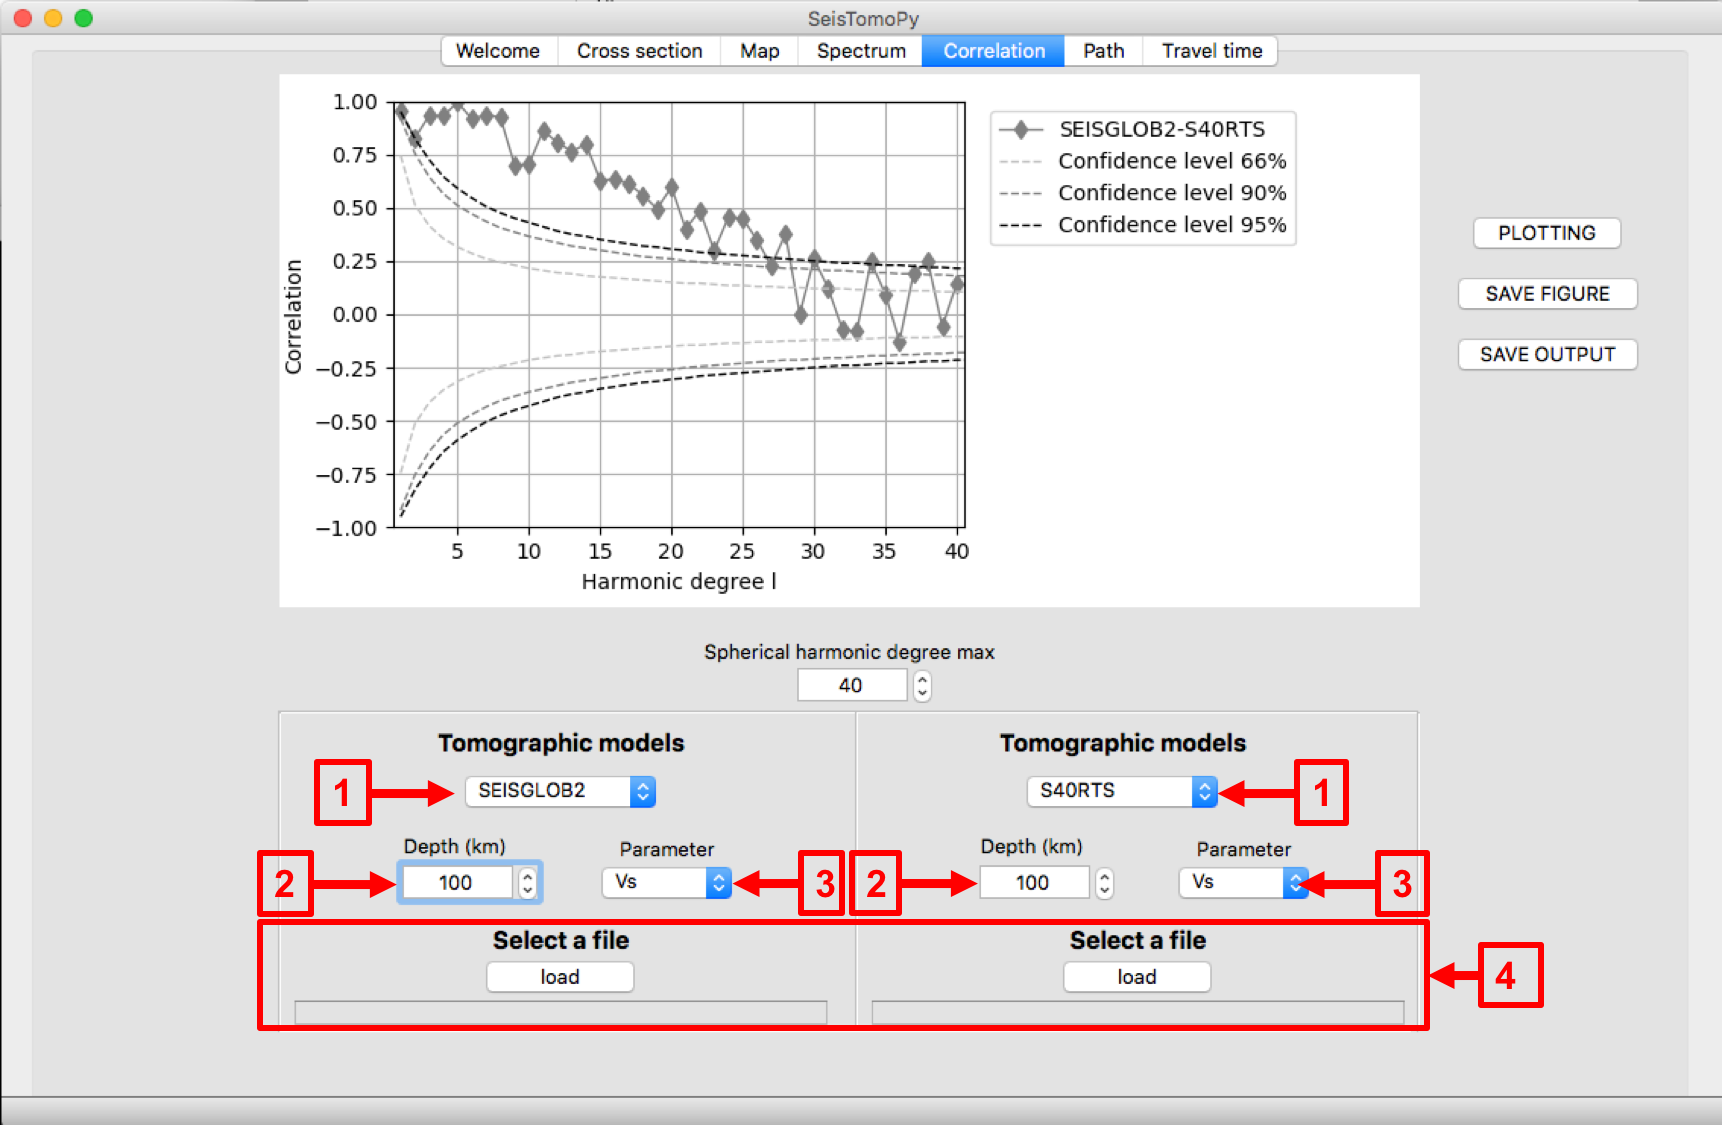 SeisTomoPy
Welcome Cross section Map Spectrum Correlation Path Travel time
1.00
0.75
0.50
0.25
0.00
−0.25
−0.50
−0.75
−1.00
Correlation
5 10 15 20 25 30 35 40
Harmonic degree l
SEISGLOB2-S40RTS
Confidence level 66%
Confidence level 90%
Confidence level 95%
PLOTTING
SAVE FIGURE
SAVE OUTPUT
Spherical harmonic degree max
40
Tomographic models Tomographic models
1 SEISGLOB2 S40RTS 1
Depth (km) Parameter Depth (km) Parameter
2 100 Vs 3 2 100 Vs 3
Select a file Select a file
load load 4